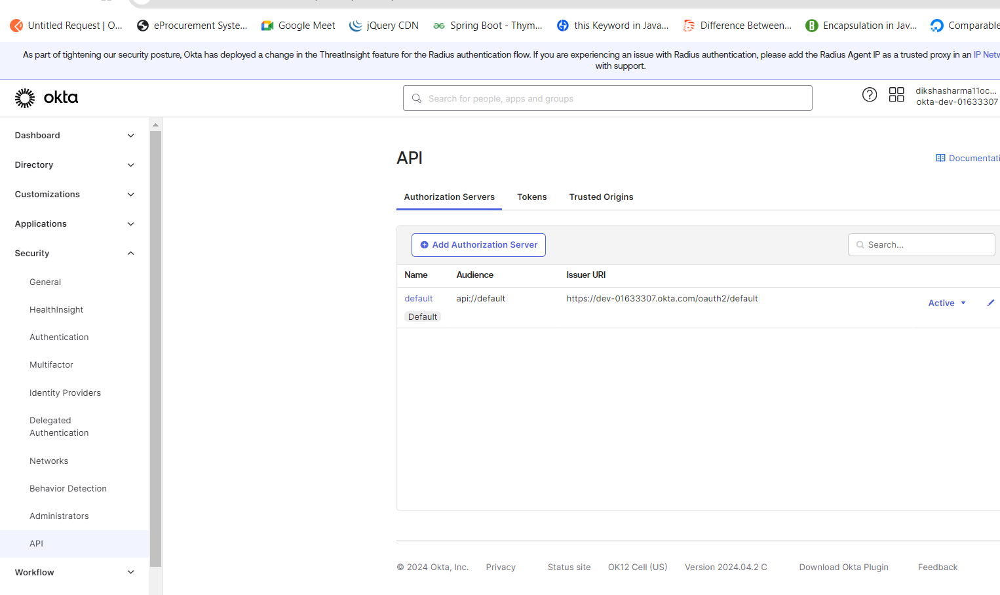 Untitled Request | O...
eProcurement Syste...
Google Meet
jQuery CDN
Spring Boot - Thym...
this Keyword in Java...
Difference Between...
Encapsulation in Jav...
Comparable
As part of tightening our security posture, Okta has deployed a change in the ThreatInsight feature for the Radius authentication flow. If you are experiencing an issue with Radius authentication, please add the Radius Agent IP as a trusted proxy in an IP Netw
with support.
okta
Search for people, apps and groups
dikshasharma11oc...
okta-dev-01633307
Dashboard
Directory
Customizations
Applications
Security
General
HealthInsight
Authentication
Multifactor
Identity Providers
Delegated
Authentication
Networks
Behavior Detection
Administrators
API
Workflow
API
Documentati
Authorization Servers
Tokens
Trusted Origins
Add Authorization Server
Search...
Name Audience Issuer URI
default api://default https://dev-01633307.okta.com/oauth2/default
Active
Default
© 2024 Okta, Inc. Privacy Status site OK12 Cell (US) Version 2024.04.2 C Download Okta Plugin Feedback